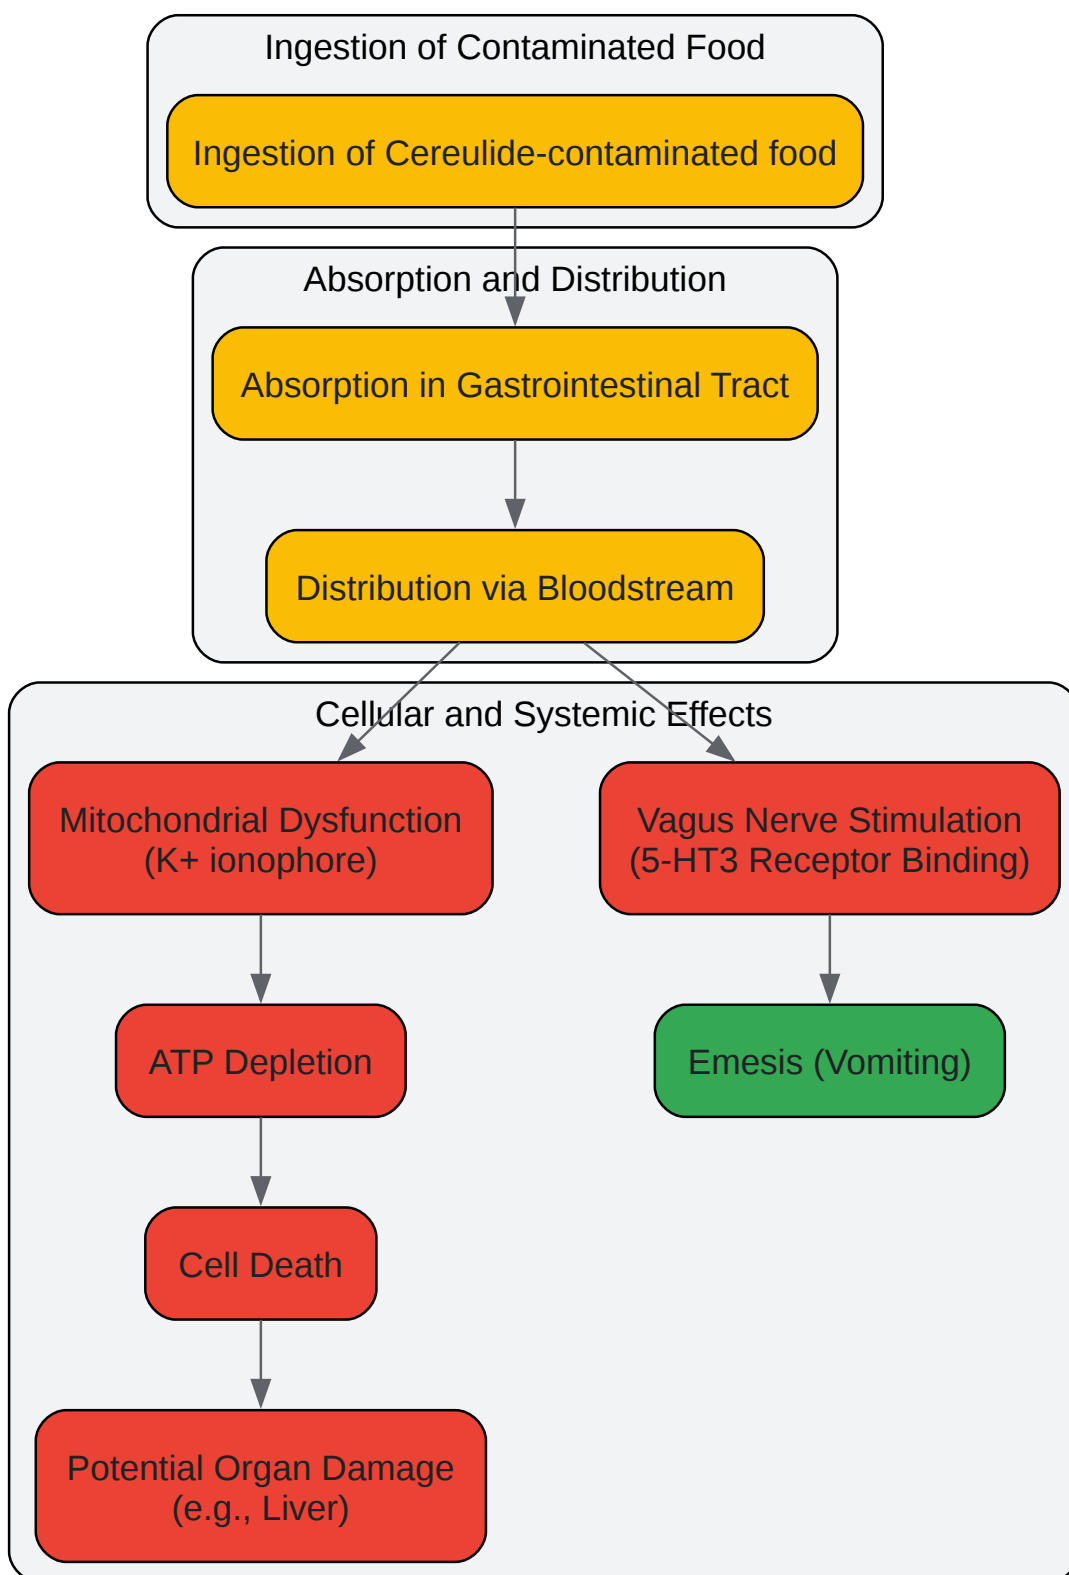 Ingestion of Contaminated Food
Ingestion of Cereulide-contaminated food
Absorption and Distribution
Absorption in Gastrointestinal Tract
Distribution via Bloodstream
Cellular and Systemic Effects
Mitochondrial Dysfunction
(K+ ionophore)
Vagus Nerve Stimulation
(5-HT3 Receptor Binding)
ATP Depletion
Emesis (Vomiting)
Cell Death
Potential Organ Damage
(e.g., Liver)